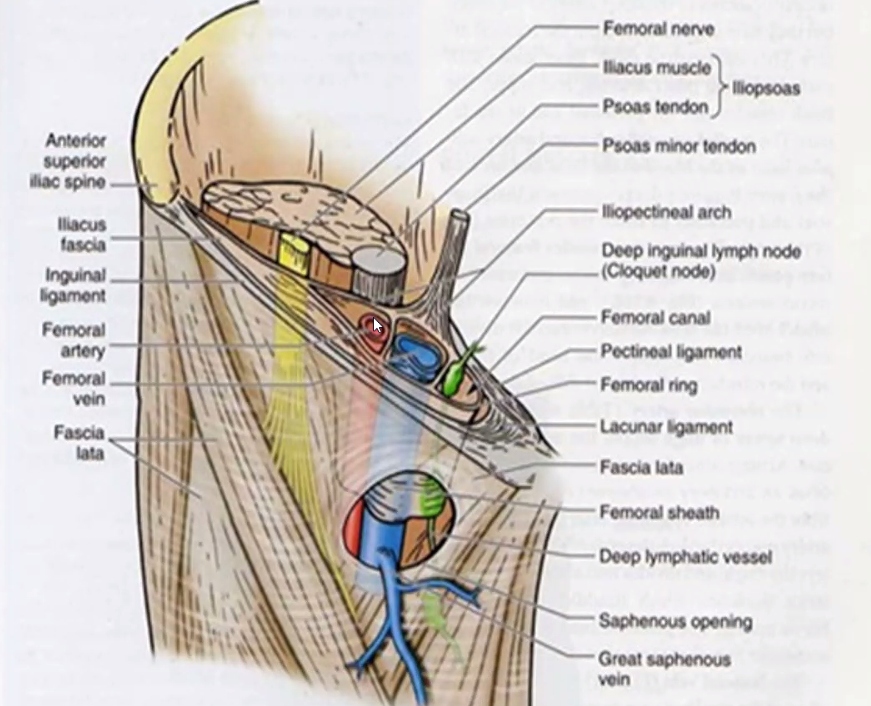 Femoral nerve
Iliacus muscle
Iliopsoas
Psoas tendon
Psoas minor tendon
Anterior
superior
iliac spine
Iliopectineal arch
Iliacus
fascia
Deep inguinal lymph node
(Cloquet node)
Inguinal
ligament
Femoral canal
Femoral
artery
Pectineal ligament
Femoral
vein
Femoral ring
Lacunar ligament
Fascia
lata
Fascia lata
Femoral sheath
Deep lymphatic vessel
Saphenous opening
Great saphenous
vein